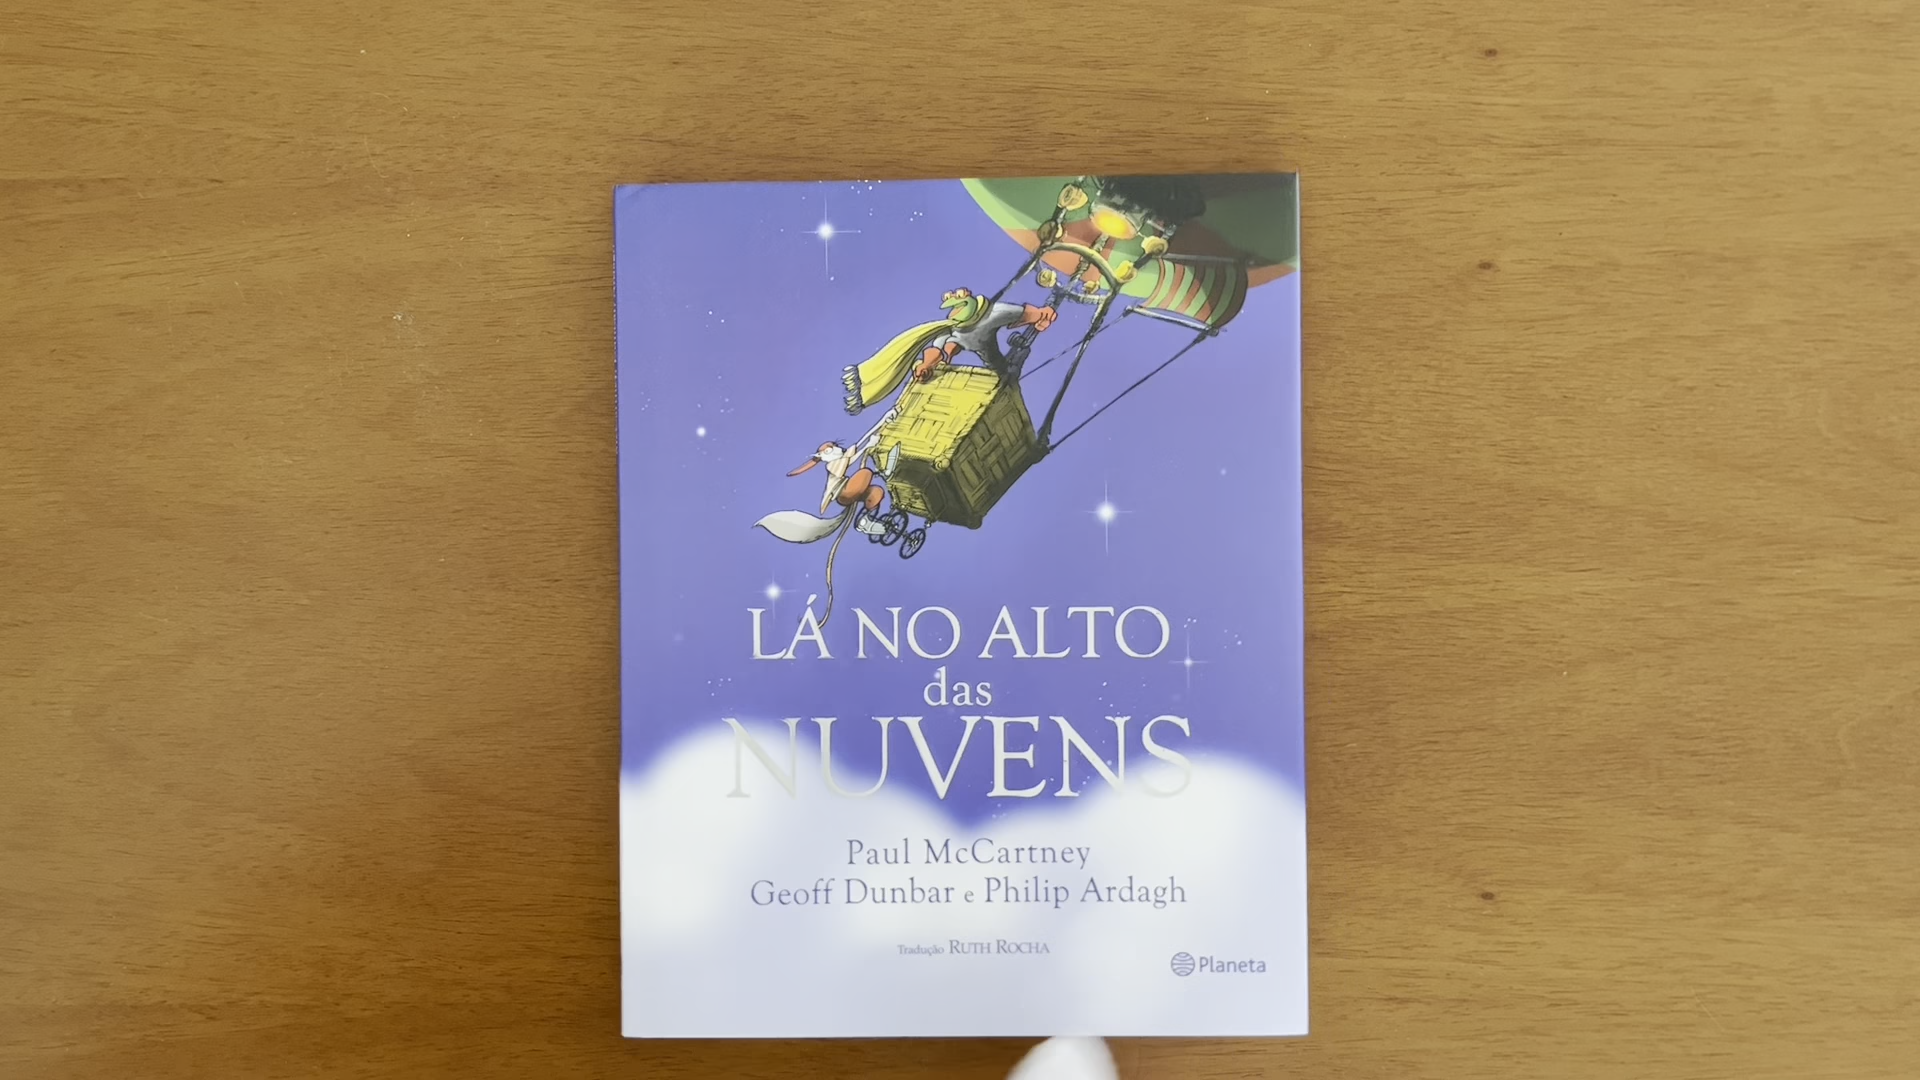 LÁ NO ALTO
das
NUVENS
Paul McCartney
Geoff Dunbar e Philip Ardagh
Tradução RUTH ROCHA
Planeta